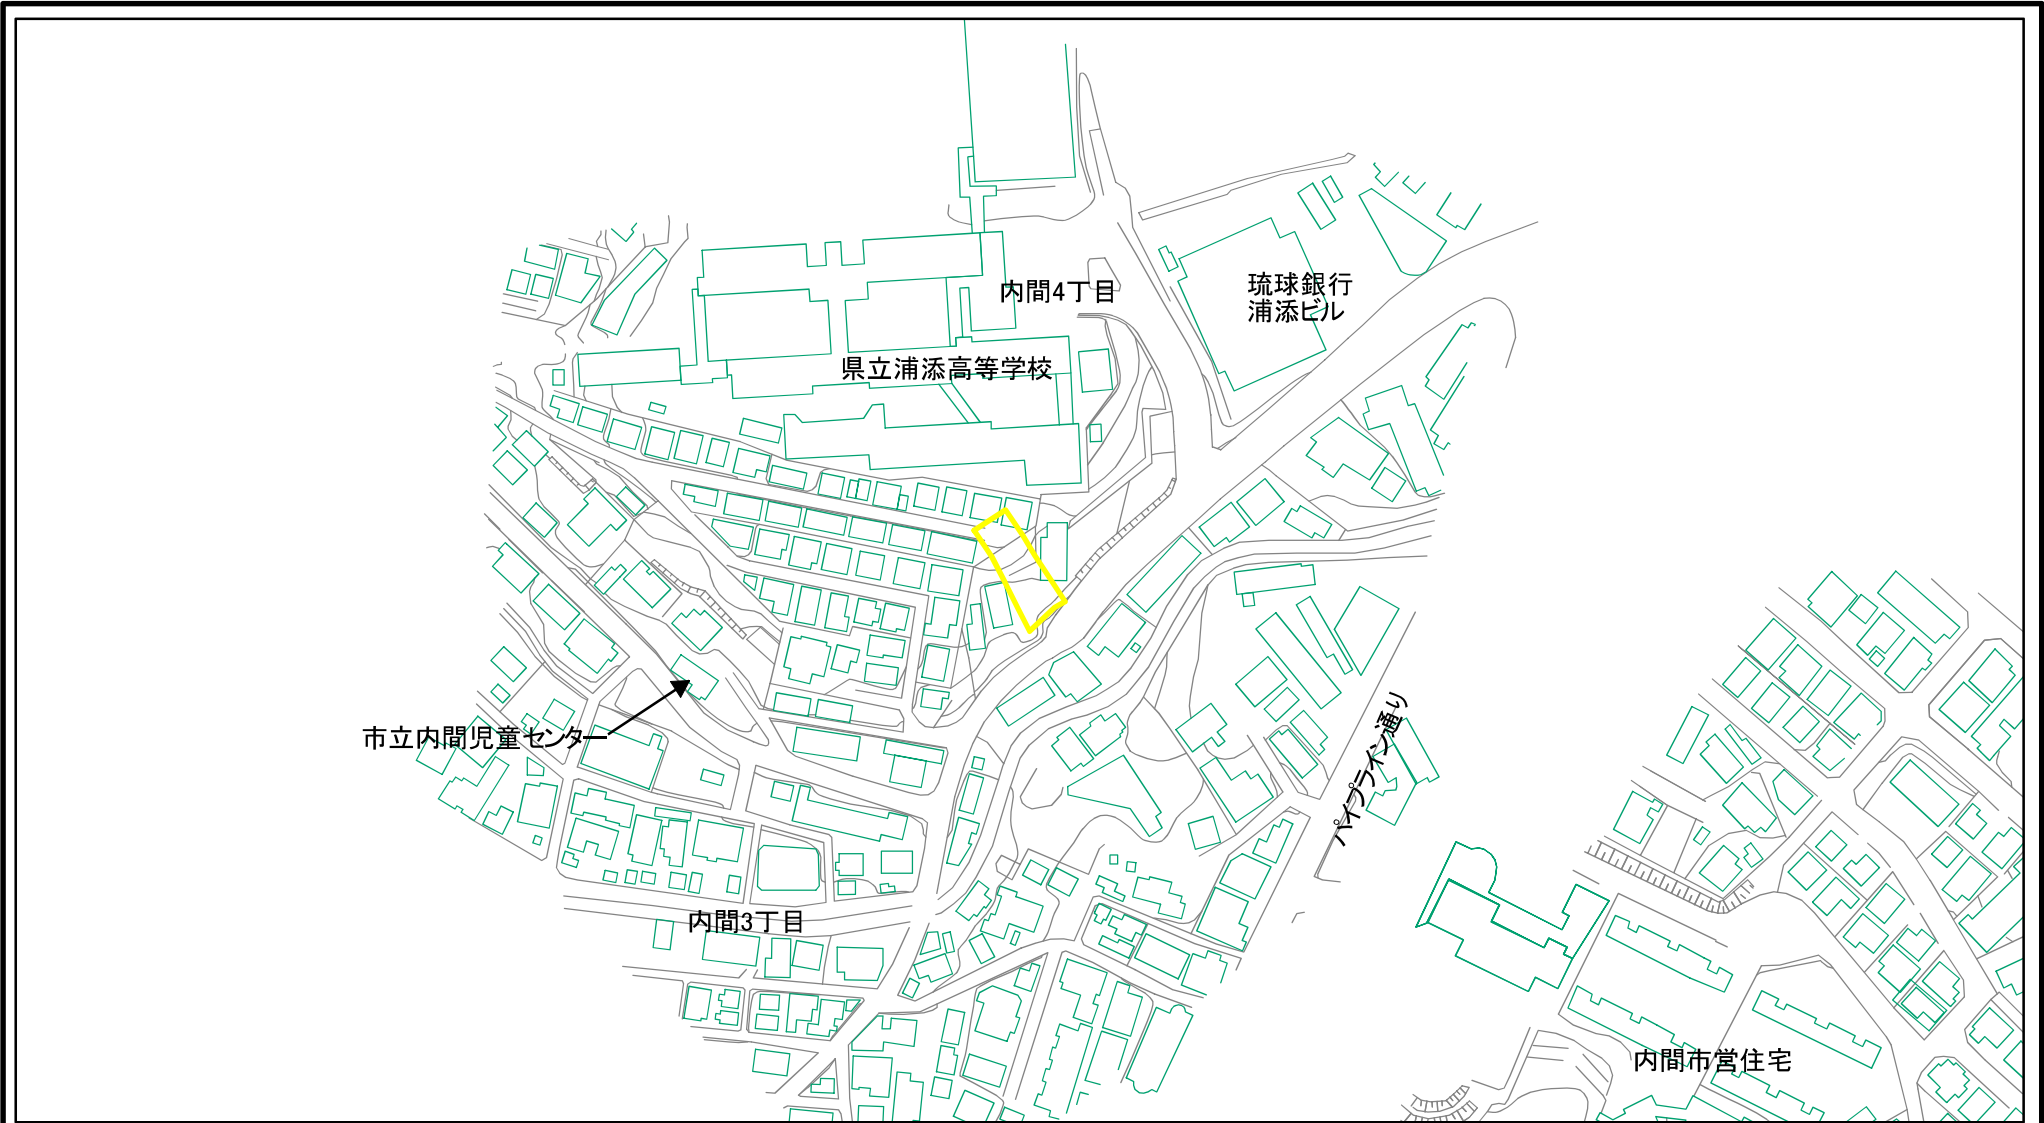 内間4丁目
琉球銀行
浦添ビル
県立浦添高等学校
市立内間児童センター
パイプライン通り
内間3丁目
内間市営住宅